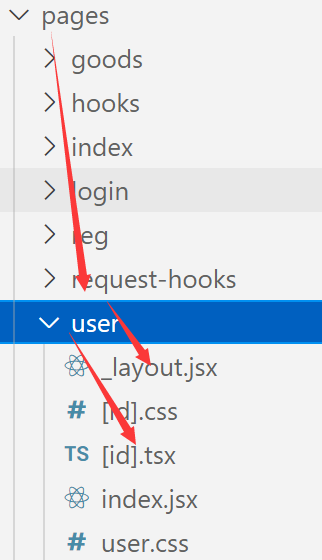 pages
goods
hooks
index
login
reg
request-hooks
user
_layout.jsx
# [id].css
TS [id].tsx
index.jsx
# user.css